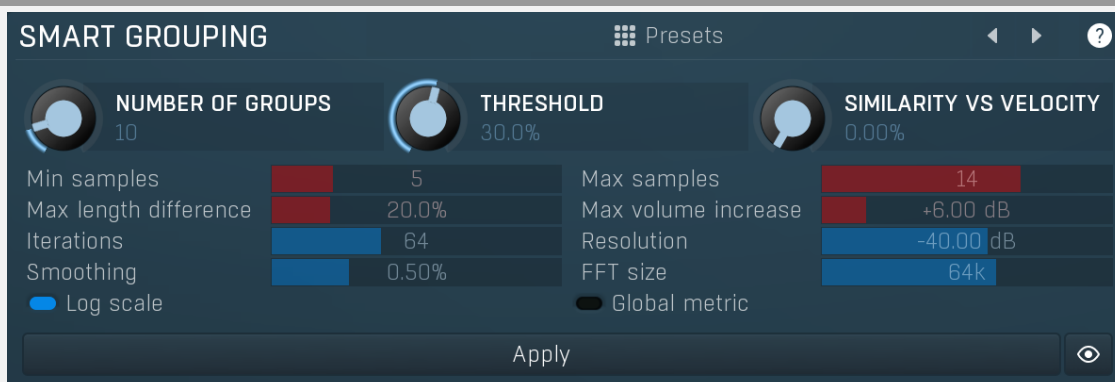 SMART GROUPING Presets ?
NUMBER OF GROUPS THRESHOLD SIMILARITY VS VELOCITY
10 30.0% 0.00%
Min samples 5 Max samples 14
Max length difference 20.0% Max volume increase +6.00 dB
Iterations 64 Resolution -40.00 dB
Smoothing 0.50% FFT size 64k
Log scale Global metric
Apply